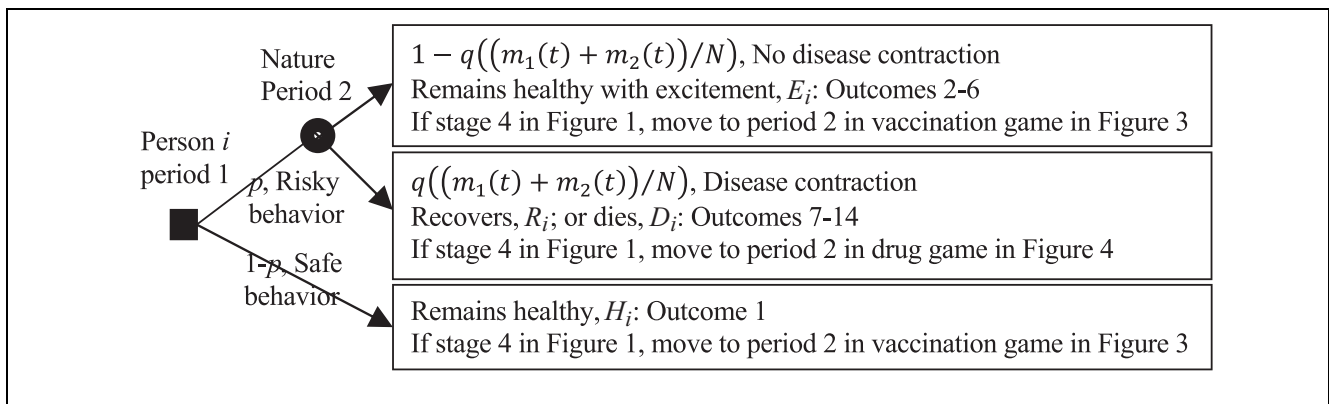 Nature
Period 2
Person i
period 1
p, Risky
behavior
1-p, Safe
behavior
1 − q((m₁(t) + m₂(t))/N), No disease contraction
Remains healthy with excitement, Eᵢ: Outcomes 2-6
If stage 4 in Figure 1, move to period 2 in vaccination game in Figure 3
q((m₁(t) + m₂(t))/N), Disease contraction
Recovers, Rᵢ; or dies, Dᵢ: Outcomes 7-14
If stage 4 in Figure 1, move to period 2 in drug game in Figure 4
Remains healthy, Hᵢ: Outcome 1
If stage 4 in Figure 1, move to period 2 in vaccination game in Figure 3